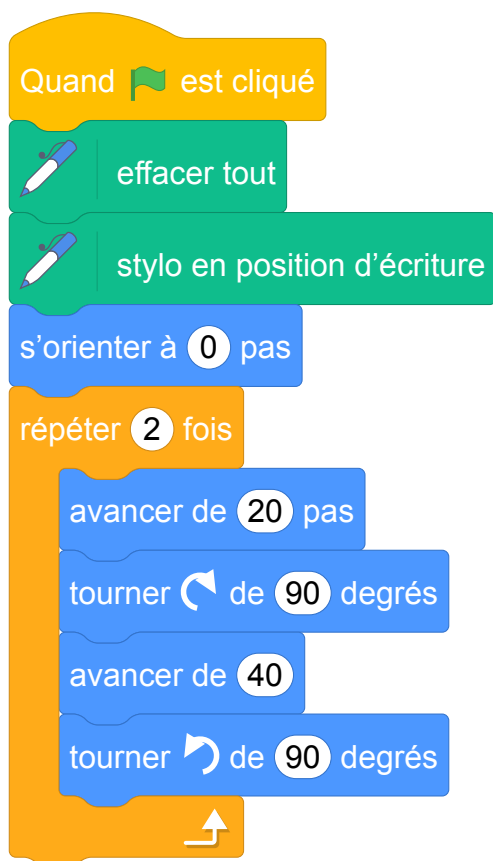 Quand est cliqué
effacer tout
stylo en position d’écriture
s’orienter à 0 pas
répéter 2 fois
avancer de 20 pas
tourner de 90 degrés
avancer de 40
tourner de 90 degrés